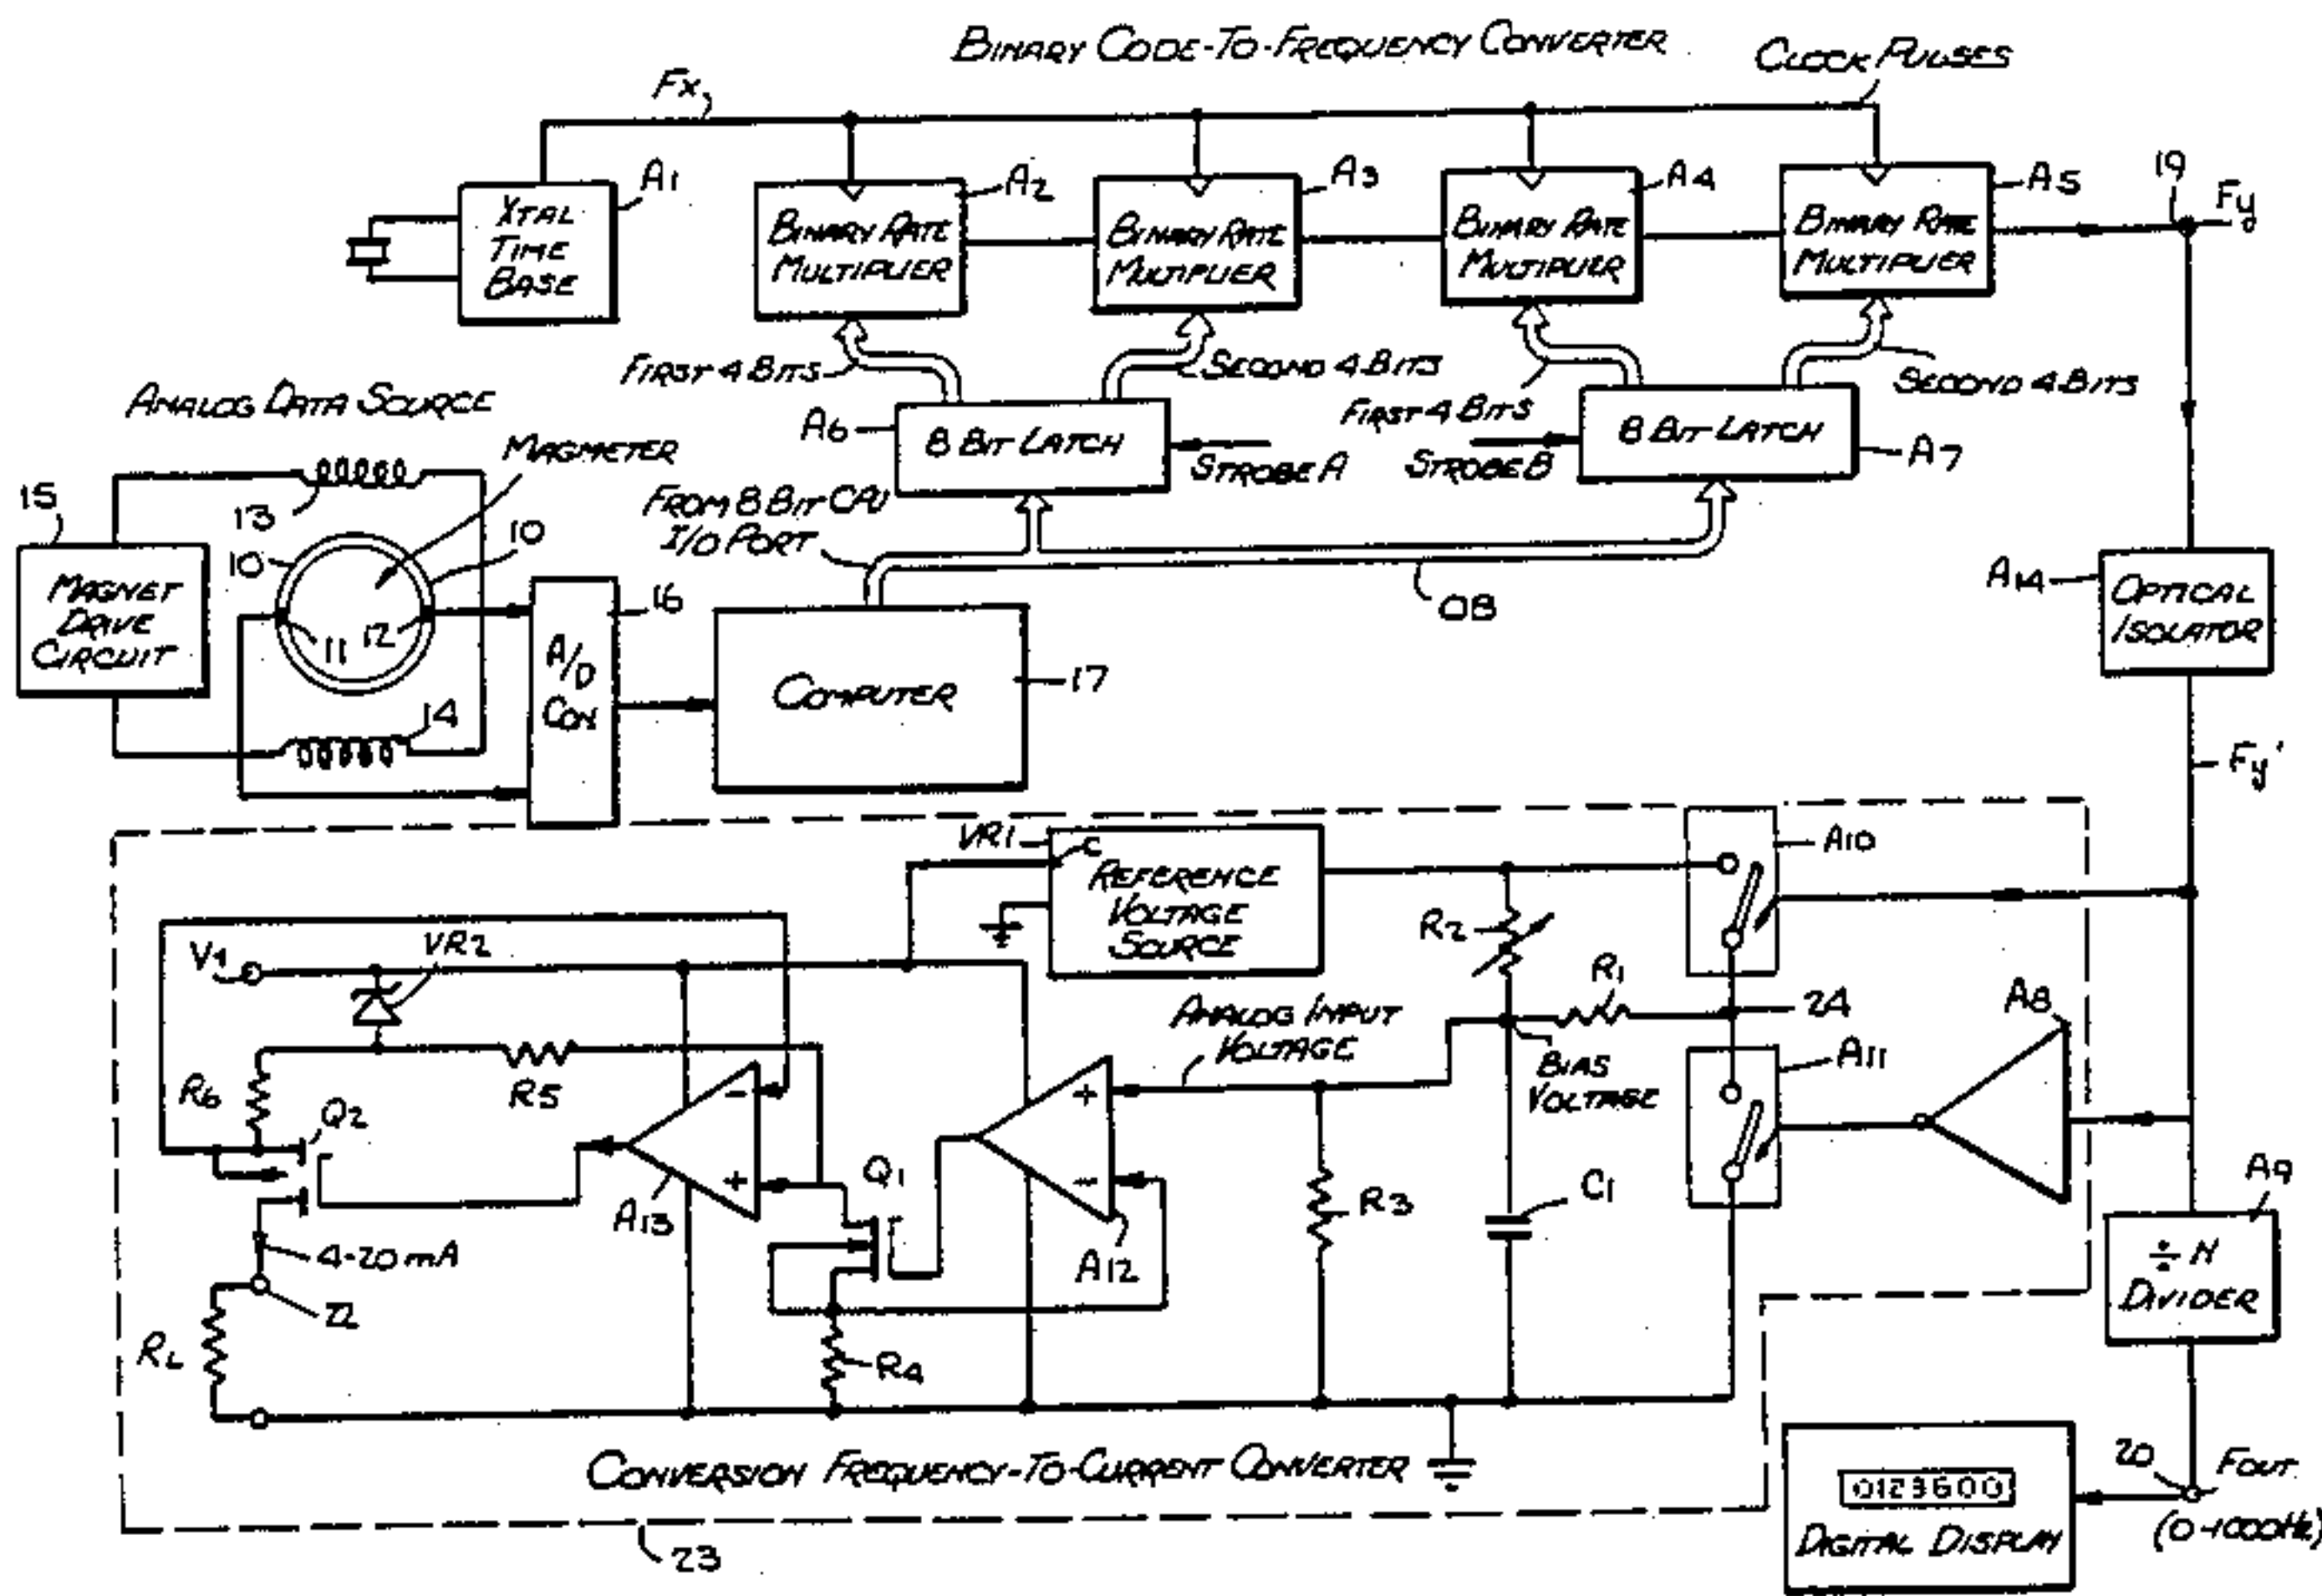 BINARY CODE-TO-FREQUENCY CONVERTER
CLOCK PULSES
Fx
A1
XTAL
TIME
BASE
A2
BINARY RATE
MULTIPLIER
A3
BINARY RATE
MULTIPLIER
A4
BINARY RATE
MULTIPLIER
A5
BINARY RATE
MULTIPLIER
19
Fy
FIRST 4 BITS
SECOND 4 BITS
FIRST 4 BITS
SECOND 4 BITS
ANALOG DATA SOURCE
MAGMETER
A6
8 BIT LATCH
STROBE A
STROBE B
8 BIT LATCH
A7
FROM 8 BIT CPU
I/O PORT
OB
15
MAGNET
DRIVE
CIRCUIT
13
10
10
11
12
14
16
A/D
CON
COMPUTER
17
A14
OPTICAL
ISOLATOR
Fy'
VR1
C
REFERENCE
VOLTAGE
SOURCE
A10
R2
R1
24
A8
V1
VR2
ANALOG INPUT
VOLTAGE
BIAS
VOLTAGE
A11
R6
Q2
R5
-
+
A13
Q1
+
-
A12
R3
C1
A9
÷ N
DIVIDER
4-20 mA
22
RL
R4
CONVERSION FREQUENCY-TO-CURRENT CONVERTER
23
0123600
DIGITAL DISPLAY
20
FOUT
(0-1000Hz)